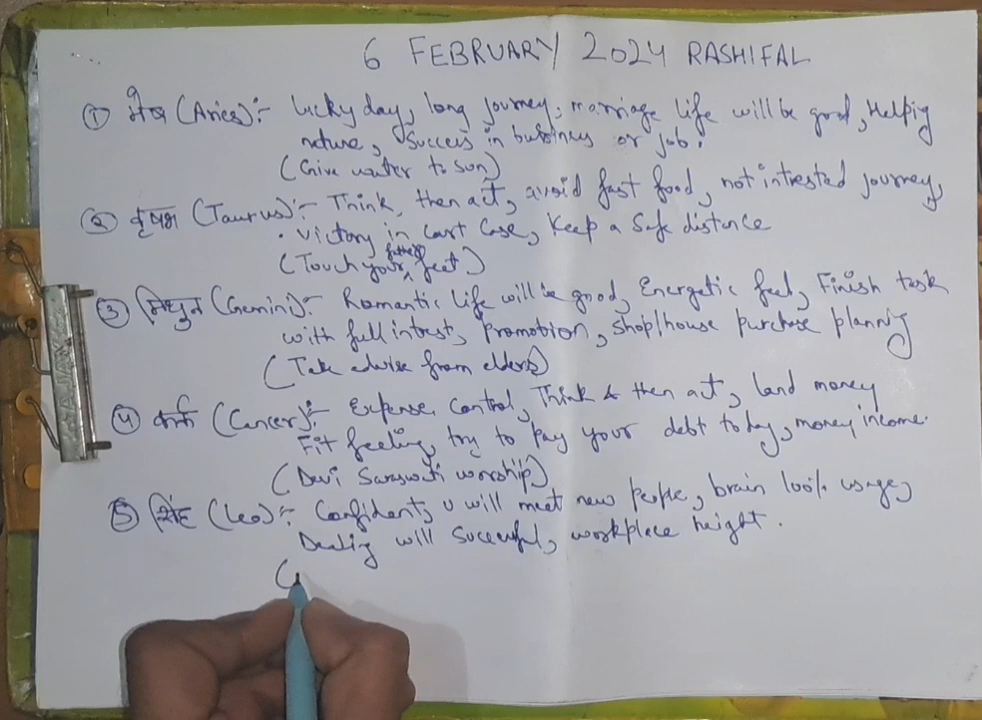 6 FEBRUARY 2024 RASHIFAL
① मेष (Aries):- Lucky day, long journey, marriage life will be good, Helping
nature, Success in business or job.
(Give water to sun)
② वृषभ (Taurus):- Think, then act, avoid fast food, not intrested journey,
. Victory in Court Case, Keep a Safe distance
(Touch your father feet)
③ मिथुन (Gemini):- Romantic life will be good, Energetic feel, Finish task
with full intrest, Promotion, Shop/house purchase planning
(Take advise from elders)
④ कर्क (Cancer):- Expense Control, Think & then act, land money
Fit feeling, try to pay your debt today, money income.
(Devi Saraswati worship)
⑤ सिंह (Leo):- Confident, U will meet new people, brain 100% usage,
Dealing will Sucessful, workplace height.
(
AJAY